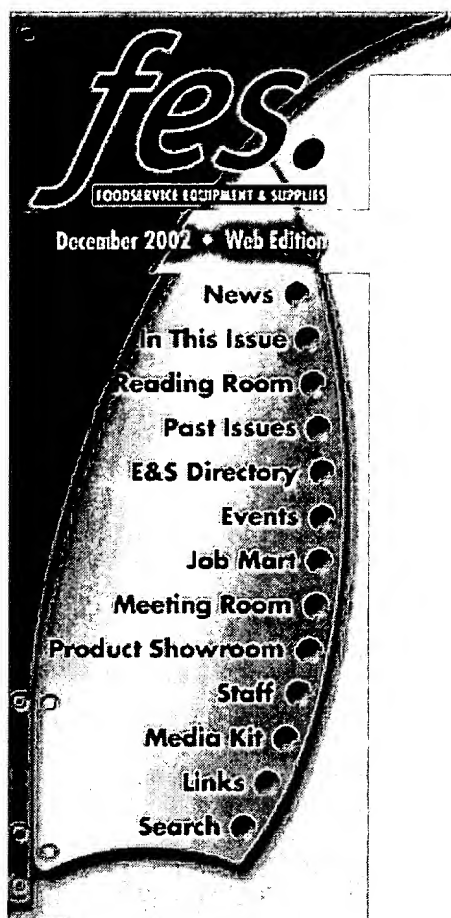 fes.
FOODSERVICE EQUIPMENT & SUPPLIES
December 2002 • Web Edition
News
In This Issue
Reading Room
Past Issues
E&S Directory
Events
Job Mart
Meeting Room
Product Showroom
Staff
Media Kit
Links
Search